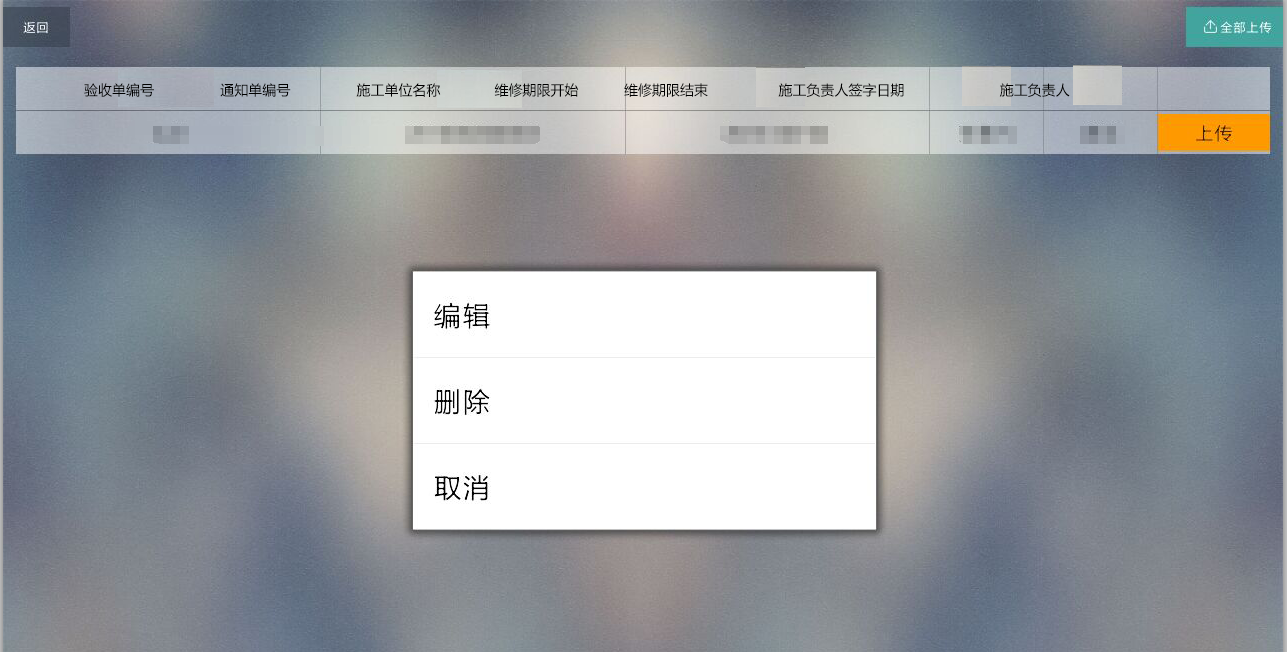 返回
全部上传
验收单编号 通知单编号 施工单位名称 维修期限开始 维修期限结束 施工负责人签字日期 施工负责人
上传
编辑
删除
取消